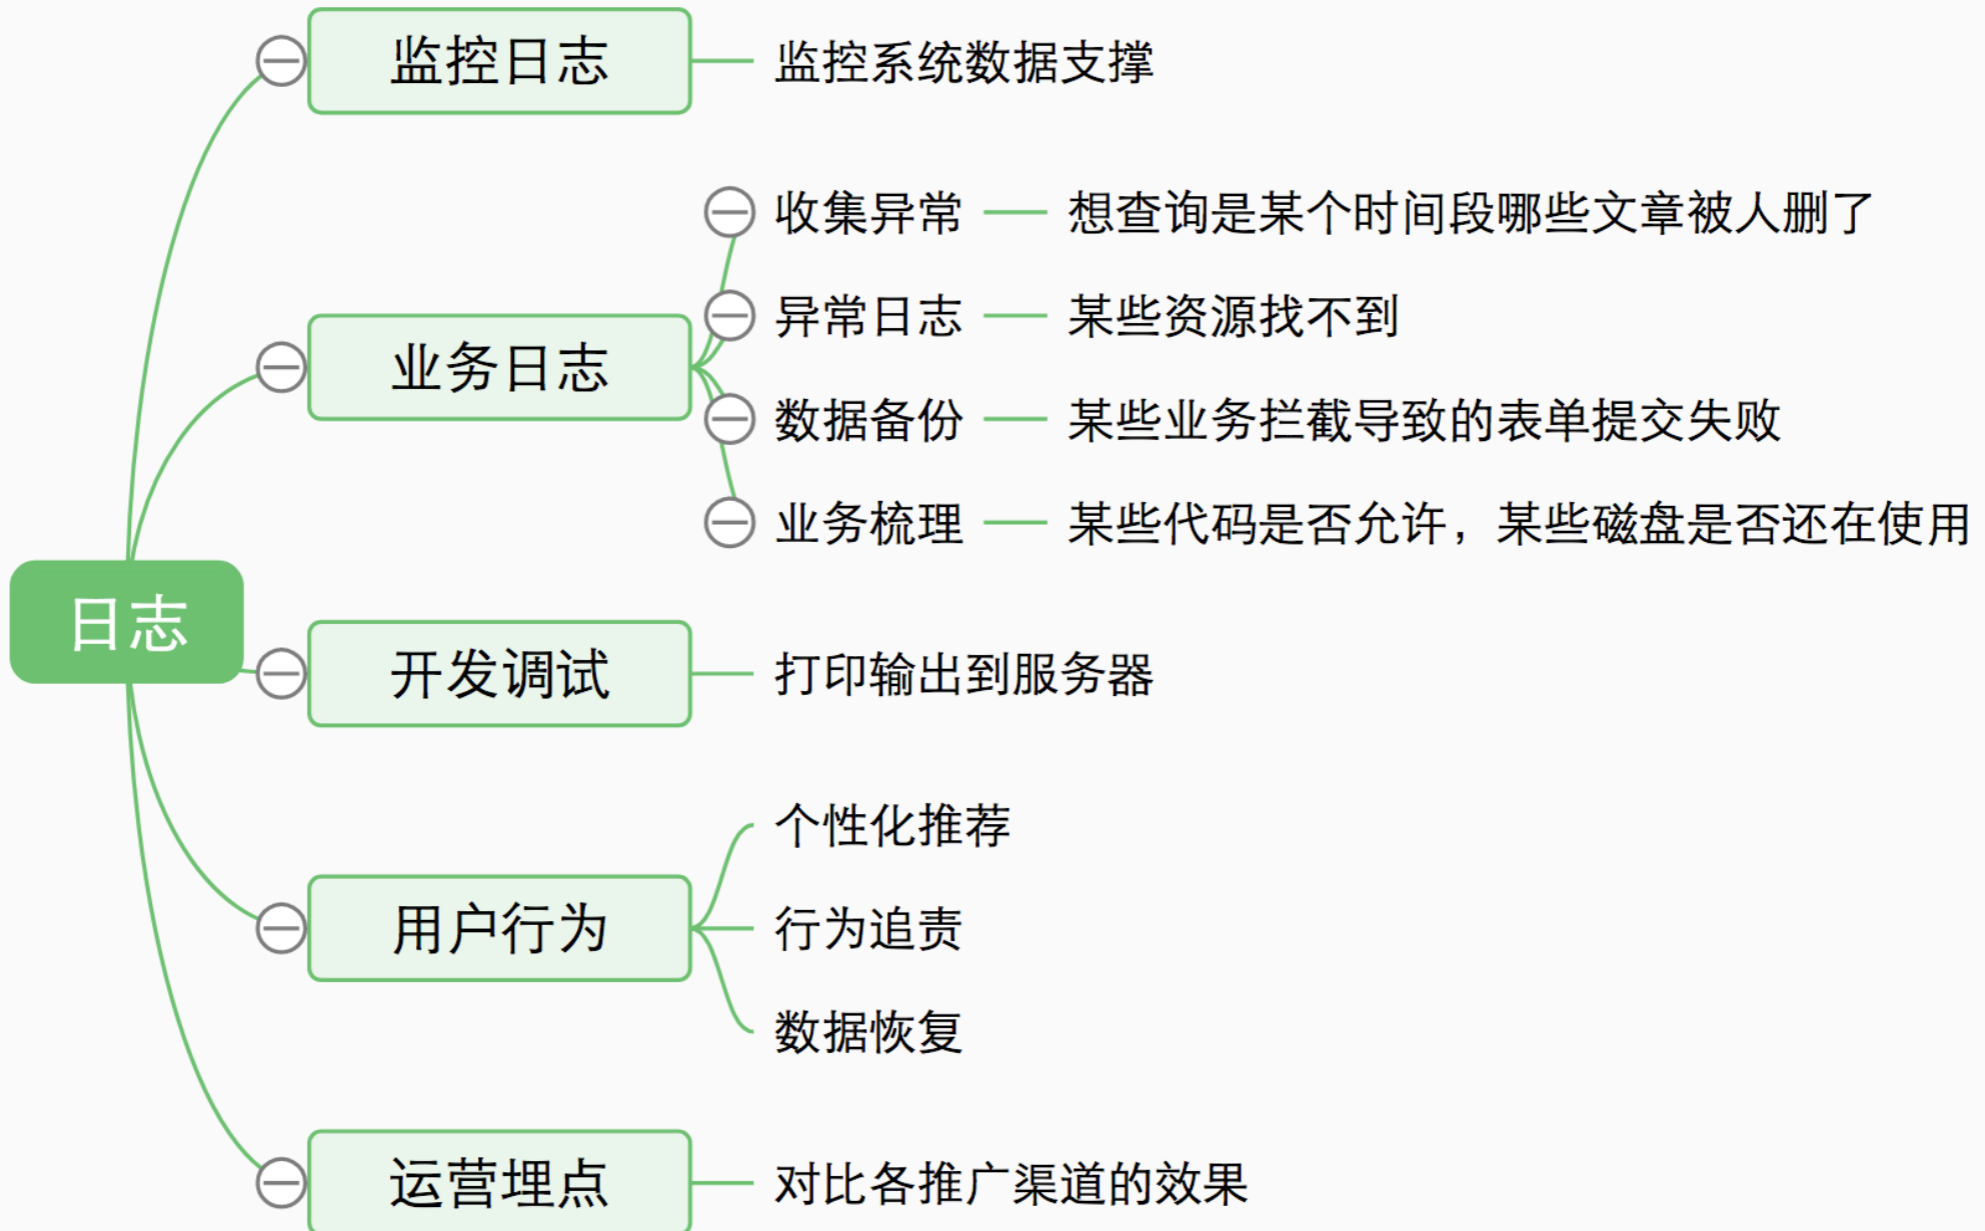 监控日志
监控系统数据支撑
收集异常
想查询是某个时间段哪些文章被人删了
业务日志
异常日志
某些资源找不到
数据备份
某些业务拦截导致的表单提交失败
业务梳理
某些代码是否允许，某些磁盘是否还在使用
日志
开发调试
打印输出到服务器
用户行为
个性化推荐
行为追责
数据恢复
运营埋点
对比各推广渠道的效果